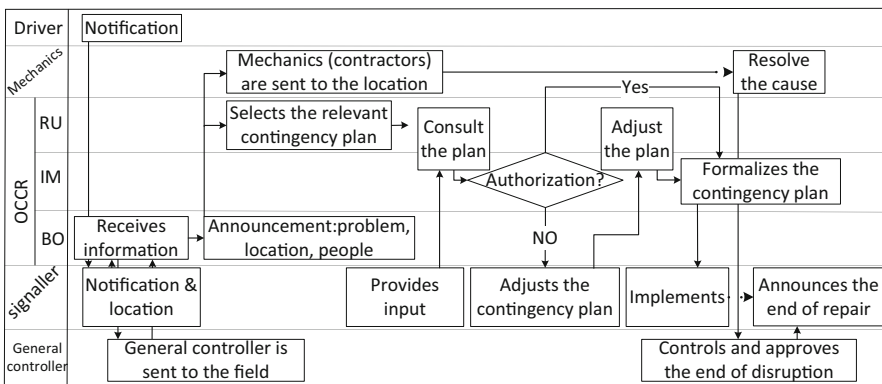 Driver
Notification
Mechanics
Mechanics (contractors)
are sent to the location
Resolve
the cause
Yes
OCCR
RU
Selects the relevant
contingency plan
Consult
the plan
Adjust
the plan
IM
Authorization?
Formalizes the
contingency plan
BO
Receives
information
Announcement:problem,
location, people
NO
signaller
Notification &
location
Provides
input
Adjusts the
contingency plan
Implements
Announces the
end of repair
General
controller
General controller is
sent to the field
Controls and approves
the end of disruption